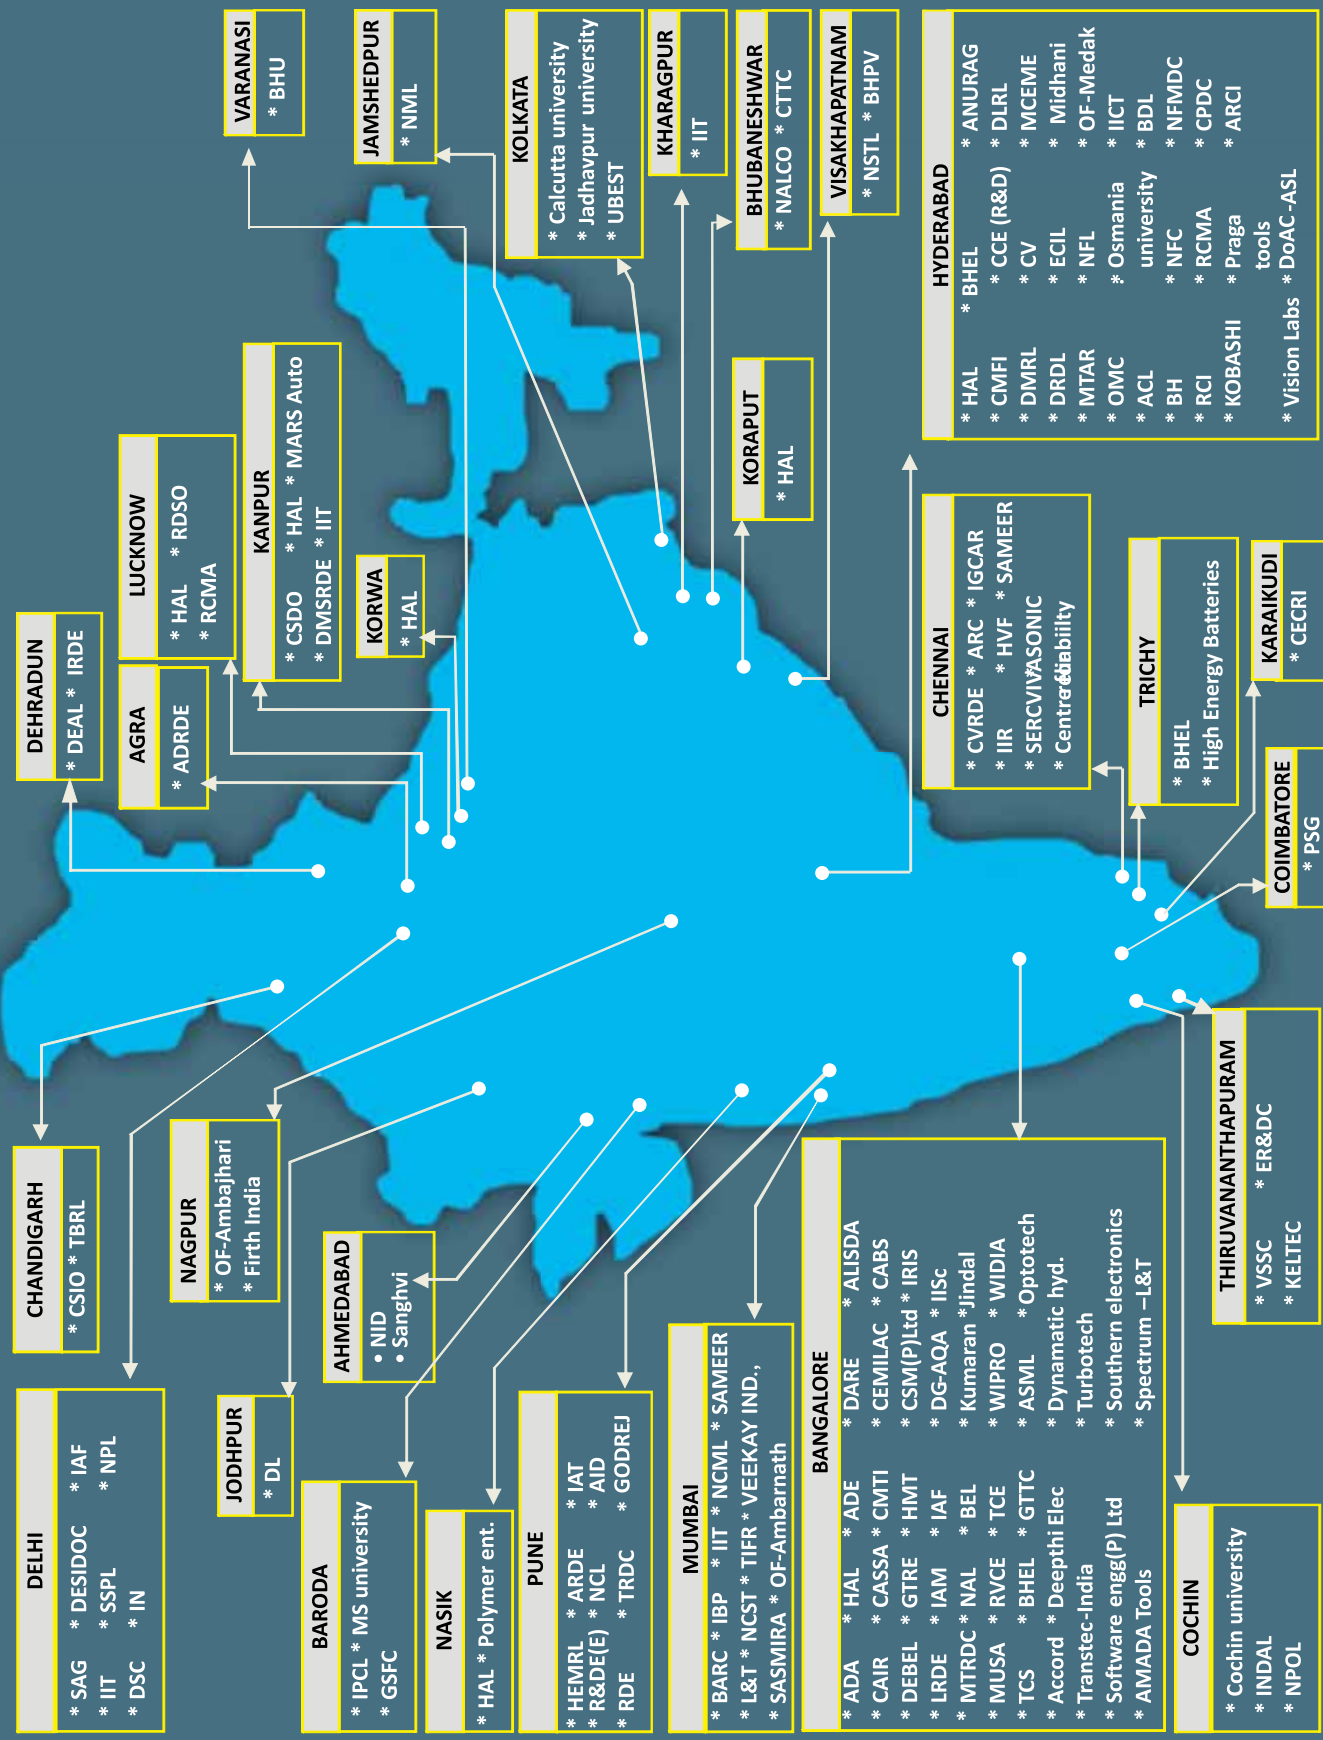 DELHI
* SAG * DESIDOC * IAF
* IIT * SSPL * NPL
* DSC * IN
CHANDIGARH
* CSIO * TBRL
DEHRADUN
* DEAL * IRDE
AGRA
* ADRDE
LUCKNOW
* HAL * RDSO
* RCMA
VARANASI
* BHU
NAGPUR
* OF-Ambajhari
* Firth India
JODHPUR
* DL
KANPUR
* CSDO * HAL * MARS Auto
* DMSRDE * IIT
JAMSHEDPUR
* NML
KORWA
* HAL
AHMEDABAD
• NID
• Sanghvi
BARODA
* IPCL * MS university
* GSFC
NASIK
* HAL * Polymer ent.
KOLKATA
* Calcutta university
* Jadhavpur university
* UBEST
PUNE
* HEMRL * ARDE * IAT
* R&DE(E) * NCL * AID
* RDE * TRDC * GODREJ
KHARAGPUR
* IIT
BHUBANESHWAR
* NALCO * CTTC
KORAPUT
* HAL
VISAKHAPATNAM
* NSTL * BHPV
MUMBAI
* BARC * IBP * IIT * NCML * SAMEER
* L&T * NCST * TIFR * VEEKAY IND.,
* SASMIRA * OF-Ambarnath
BANGALORE
* ADA * HAL * ADE * DARE * ALISDA
* CAIR * CASSA * CMTI * CEMILAC * CABS
* DEBEL * GTRE * HMT * CSM(P)Ltd * IRIS
* LRDE * IAM * IAF * DG-AQA * IISc
* MTRDC * NAL * BEL * Kumaran *Jindal
* MUSA * RVCE * TCE * WIPRO * WIDIA
* TCS * BHEL * GTTC * ASML *Optotech
* Accord * Deepthi Elec * Dynamatic hyd.
* Transtec-India * Turbotech
* Software engg(P) Ltd * Southern electronics
* AMADA Tools * Spectrum –L&T
HYDERABAD
* HAL * BHEL * ANURAG
* CMFI * CCE (R&D) * DLRL
* DMRL * CV * MCEME
* DRDL * ECIL * Midhani
* MTAR * NFL * OF-Medak
* OMC * Osmania * IICT
* ACL university * BDL
* BH * NFC * NFMDC
* RCI * RCMA * CPDC
* KOBASHI * Praga * ARCI
tools
* Vision Labs * DoAC -ASL
CHENNAI
* CVRDE * ARC * IGCAR
* IIR * HVF * SAMEER
* SERC
* Centre
TRICHY
* BHEL
* High Energy Batteries
KARAIKUDI
* CECRI
COIMBATORE
* PSG
THIRUVANANTHAPURAM
* VSSC * ER&DC
* KELTEC
COCHIN
* Cochin university
* INDAL
* NPOL